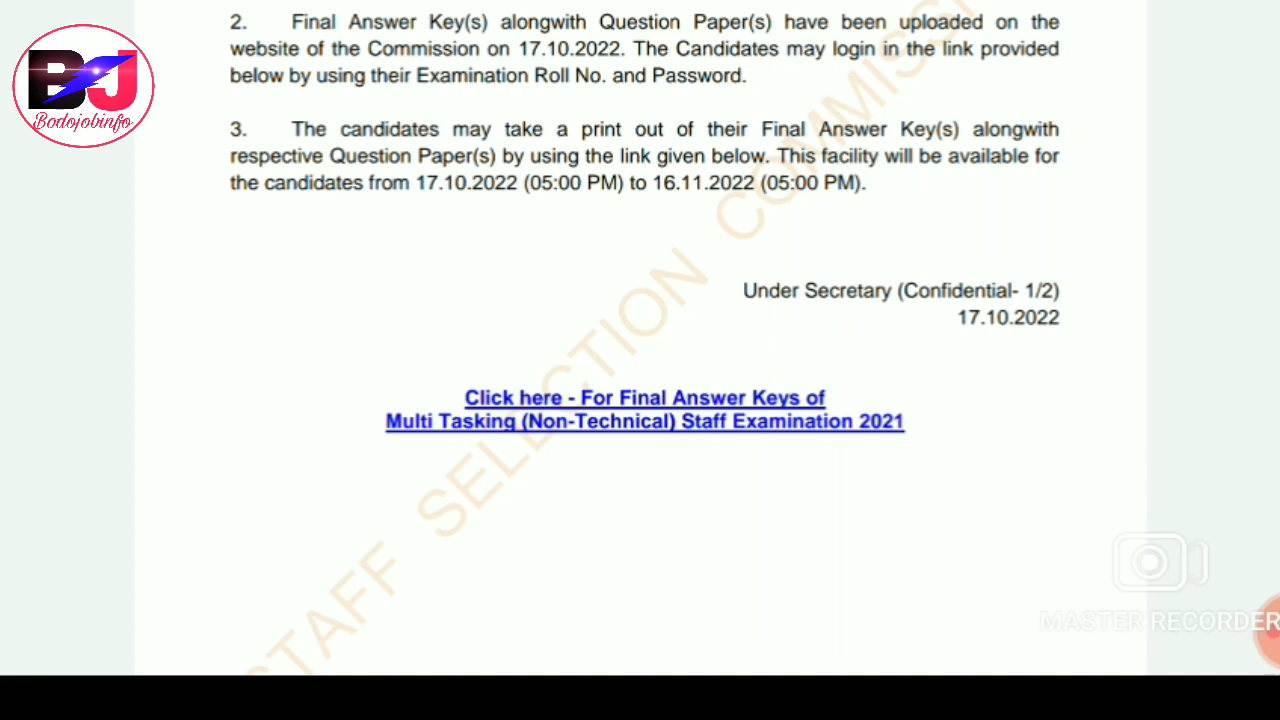 2. Final Answer Key(s) alongwith Question Paper(s) have been uploaded on the
website of the Commission on 17.10.2022. The Candidates may login in the link provided
below by using their Examination Roll No. and Password.
3. The candidates may take a print out of their Final Answer Key(s) alongwith
respective Question Paper(s) by using the link given below. This facility will be available for
the candidates from 17.10.2022 (05:00 PM) to 16.11.2022 (05:00 PM).
Under Secretary (Confidential- 1/2)
17.10.2022
Click here - For Final Answer Keys of
Multi Tasking (Non-Technical) Staff Examination 2021
BJ
Bodojobinfo
STAFF SELECTION COMMISSI
MASTER RECORDER